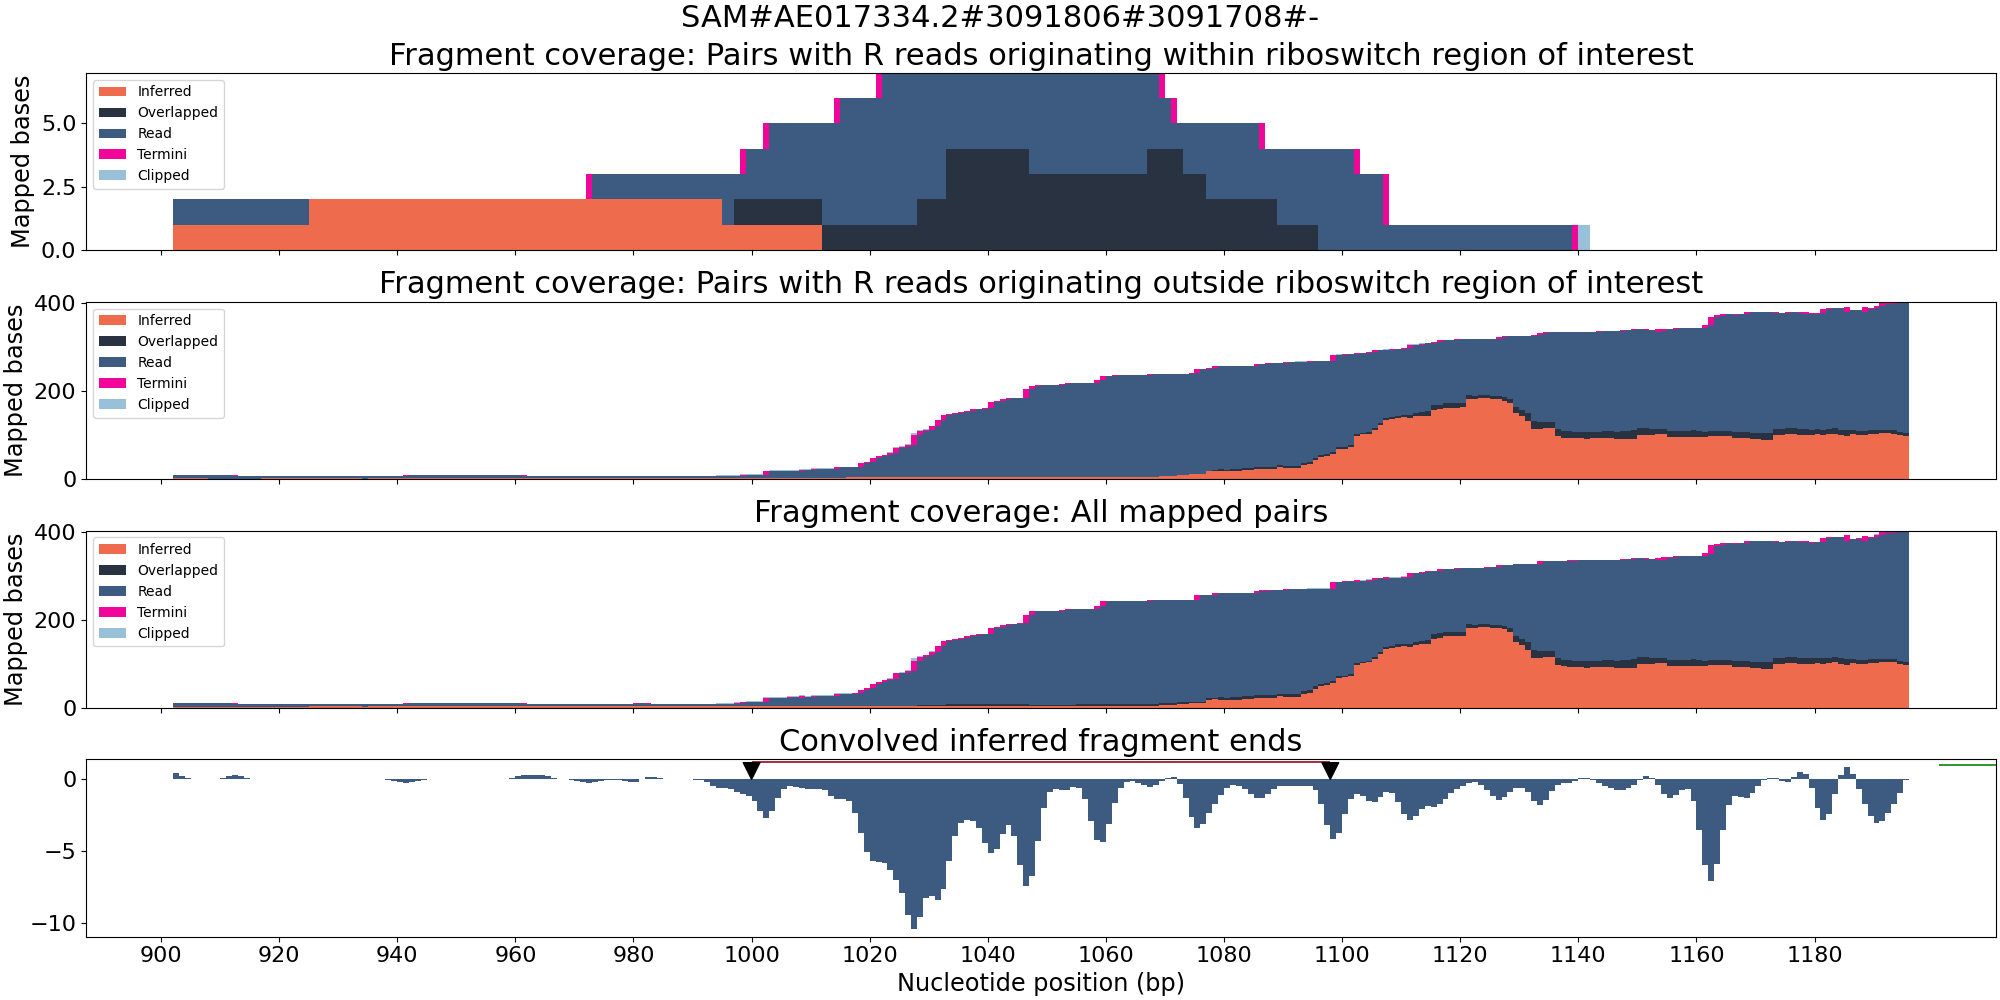 SAM#AE017334.2#3091806#3091708#-
Fragment coverage: Pairs with R reads originating within riboswitch region of interest
Mapped bases
5.0
2.5
0.0
Inferred
Overlapped
Read
Termini
Clipped
Fragment coverage: Pairs with R reads originating outside riboswitch region of interest
Mapped bases
400
200
0
Inferred
Overlapped
Read
Termini
Clipped
Fragment coverage: All mapped pairs
Mapped bases
400
200
0
Inferred
Overlapped
Read
Termini
Clipped
Convolved inferred fragment ends
0
−5
−10
900 920 940 960 980 1000 1020 1040 1060 1080 1100 1120 1140 1160 1180
Nucleotide position (bp)